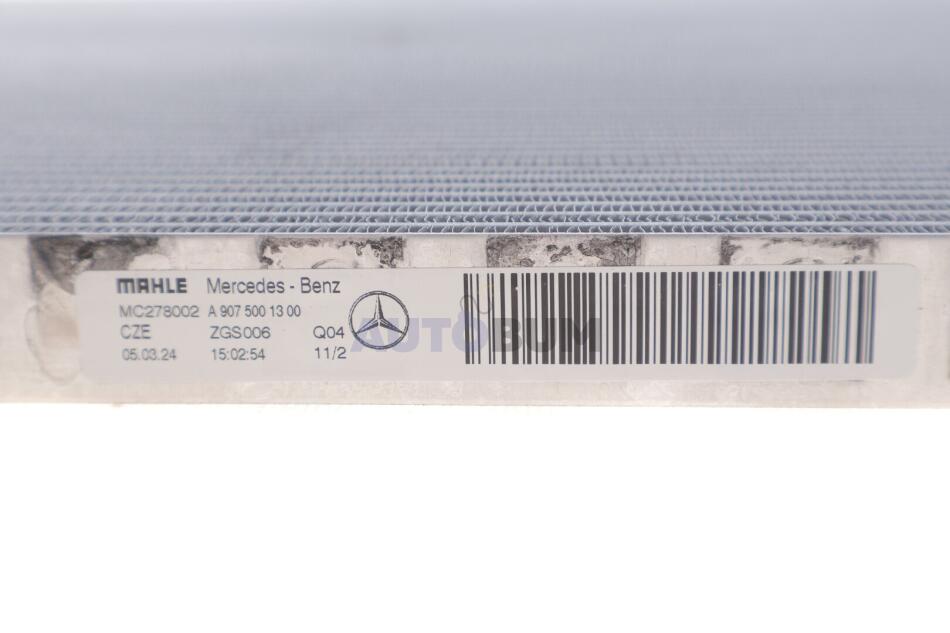 MAHLE Mercedes - Benz
MC278002 A 907 500 13 00
CZE ZGS006 Q04
05.03.24 15:02:54 11/2
AUTOBUM